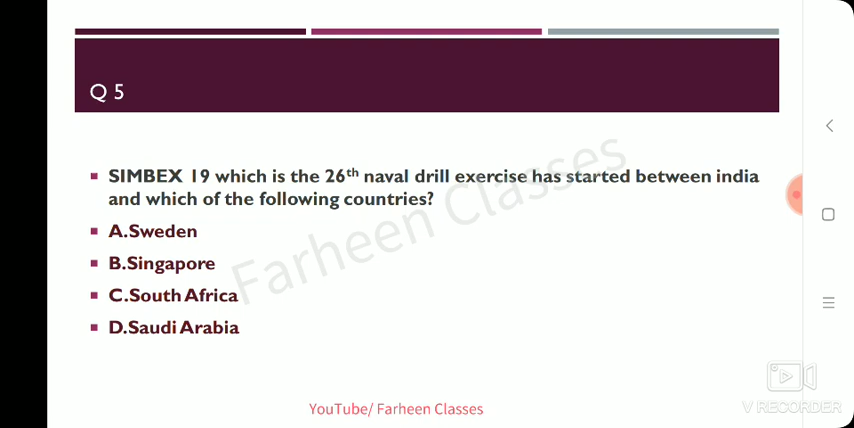 Q 5
SIMBEX 19 which is the 26th naval drill exercise has started between india
and which of the following countries?
A.Sweden
B.Singapore
C.South Africa
D.Saudi Arabia
Farheen Classes
YouTube/ Farheen Classes
V RECORDER